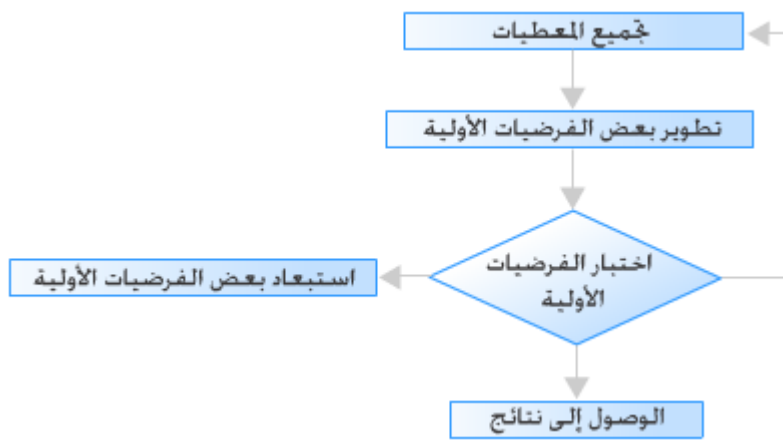 تجميع المعطيات
تطوير بعض الفرضيات الأولية
اختبار الفرضيات
الأولية
استبعاد بعض الفرضيات الأولية
الوصول إلى نتائج